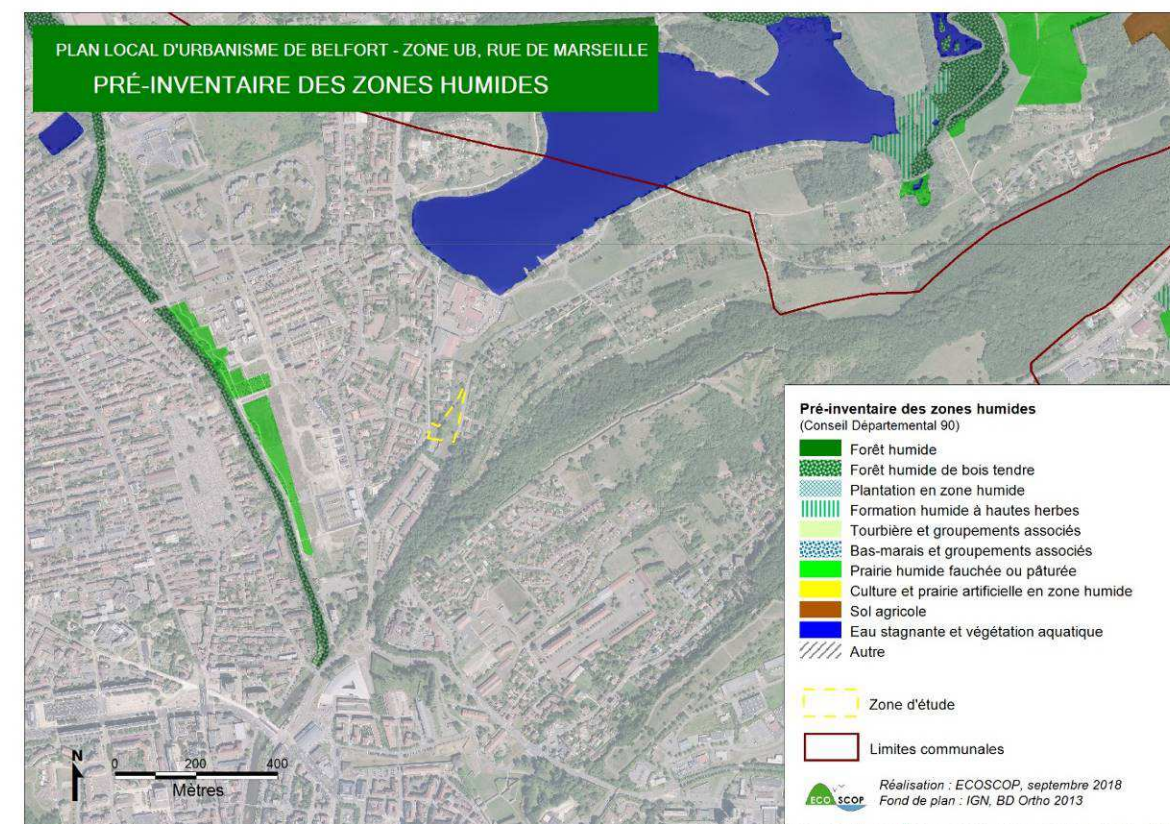 PLAN LOCAL D'URBANISME DE BELFORT - ZONE UB, RUE DE MARSEILLE
PRÉ-INVENTAIRE DES ZONES HUMIDES
Pré-inventaire des zones humides
(Conseil Départemental 90)
Forêt humide
Forêt humide de bois tendre
Plantation en zone humide
Formation humide à hautes herbes
Tourbière et groupements associés
Bas-marais et groupements associés
Prairie humide fauchée ou pâturée
Culture et prairie artificielle en zone humide
Sol agricole
Eau stagnante et végétation aquatique
Autre
Zone d'étude
Limites communales
N
0 200 400
Mètres
ECO SCOP
Réalisation : ECOSCOP, septembre 2018
Fond de plan : IGN, BD Ortho 2013